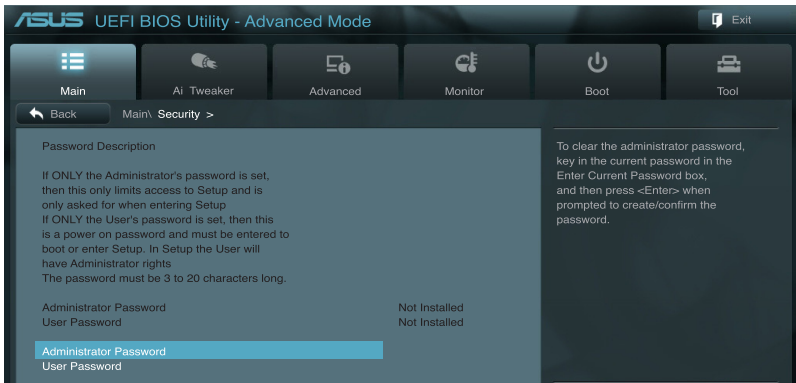 ASUS UEFI BIOS Utility - Advanced Mode
Exit
Main
Ai Tweaker
Advanced
Monitor
Boot
Tool
Back
Main\ Security >
Password Description
If ONLY the Administrator's password is set,
then this only limits access to Setup and is
only asked for when entering Setup
If ONLY the User's password is set, then this
is a power on password and must be entered to
boot or enter Setup. In Setup the User will
have Administrator rights
The password must be 3 to 20 characters long.
Administrator Password Not Installed
User Password Not Installed
Administrator Password
User Password
To clear the administrator password,
key in the current password in the
Enter Current Password box,
and then press <Enter> when
prompted to create/confirm the
password.